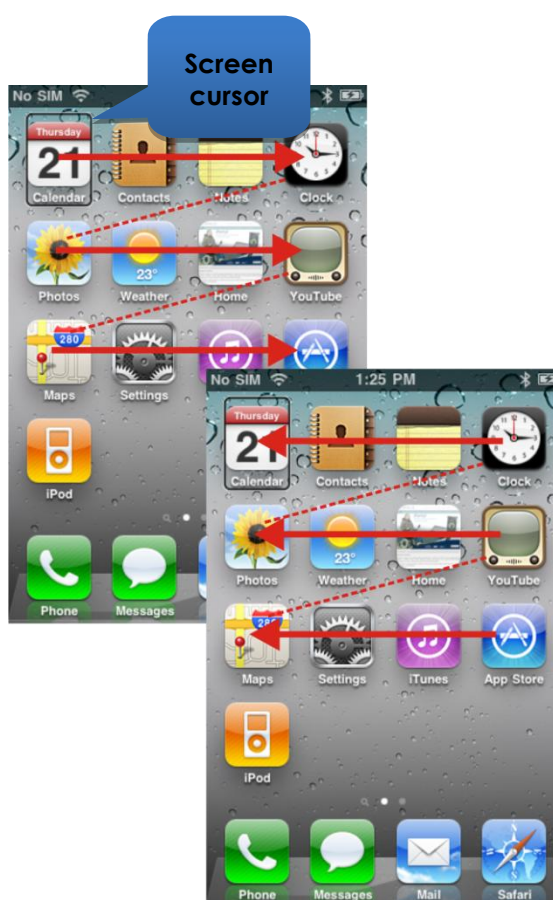 Screen
cursor
No SIM
Thursday
21
Calendar
Contacts
Notes
Clock
23°
Photos
Weather
Home
YouTube
280
Maps
Settings
iPod
Phone
Messages
No SIM 1:25 PM
Thursday
21
Calendar
Contacts
Notes
Clock
23°
Photos
Weather
Home
YouTube
Maps
Settings
iTunes
App Store
iPod
Phone
Messages
Mail
Safari